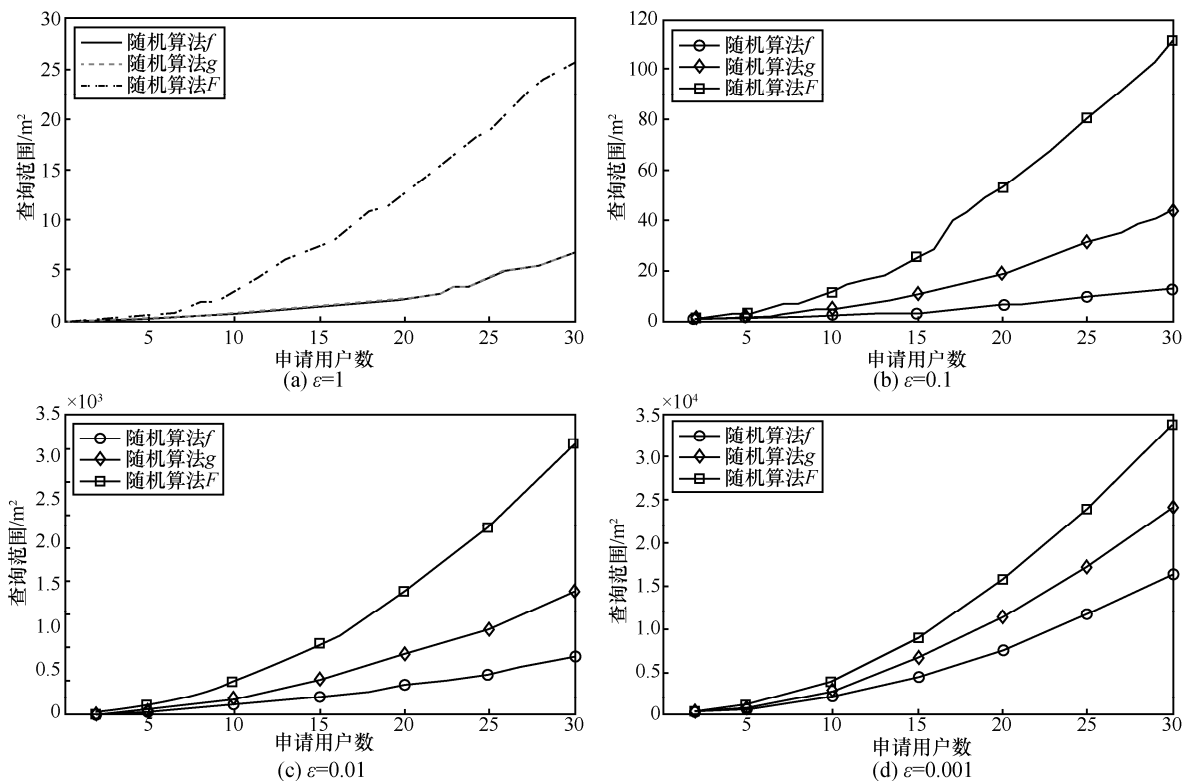 30
25
20
15
10
5
0
随机算法f
随机算法g
随机算法F
查询范围/m²
5 10 15 20 25 30
申请用户数
(a) ε=1
120
100
80
60
40
20
0
随机算法f
随机算法g
随机算法F
查询范围/m²
5 10 15 20 25 30
申请用户数
(b) ε=0.1
×10³
3.5
3.0
2.5
2.0
1.5
1.0
0.5
0
随机算法f
随机算法g
随机算法F
查询范围/m²
5 10 15 20 25 30
申请用户数
(c) ε=0.01
×10⁴
3.5
3.0
2.5
2.0
1.5
1.0
0.5
0
随机算法f
随机算法g
随机算法F
查询范围/m²
5 10 15 20 25 30
申请用户数
(d) ε=0.001